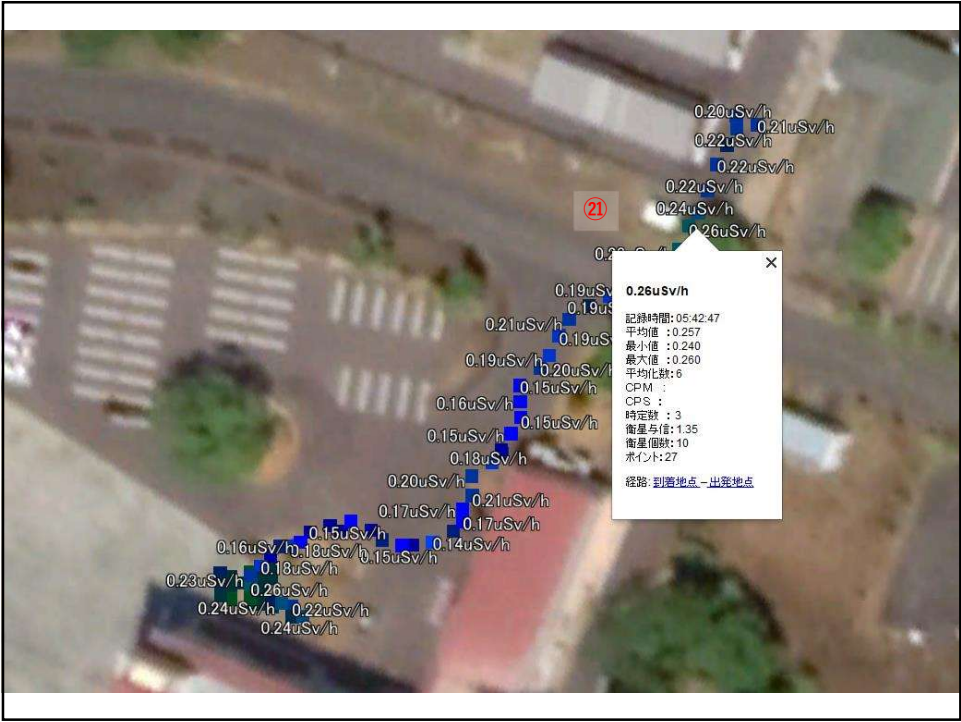 0.20uSv/h
0.21uSv/h
0.22uSv/h
0.22uSv/h
0.22uSv/h
㉑
0.24uSv/h
0.26uSv/h
0.26uSv/h
記録時間:05:42:47
平均値 :0.257
最小値 :0.240
最大値 :0.260
平均化数:6
CPM :
CPS :
時定数 :3
衛星与信:1.35
衛星個数:10
ポイント:27
経路:到着地点 – 出発地点
0.19uSv
0.19uS
0.21uSv/h
0.19uS
0.19uSv/h
0.20uSv/h
0.15uSv/h
0.16uSv/h
0.15uSv/h
0.15uSv/h
0.18uSv/h
0.20uSv/h
0.21uSv/h
0.17uSv/h
0.17uSv/h
0.15uSv/h
0.14uSv/h
0.16uSv/h
0.18uSv/h
0.15uSv/h
0.18uSv/h
0.23uSv/h
0.26uSv/h
0.24uSv/h
0.22uSv/h
0.24uSv/h